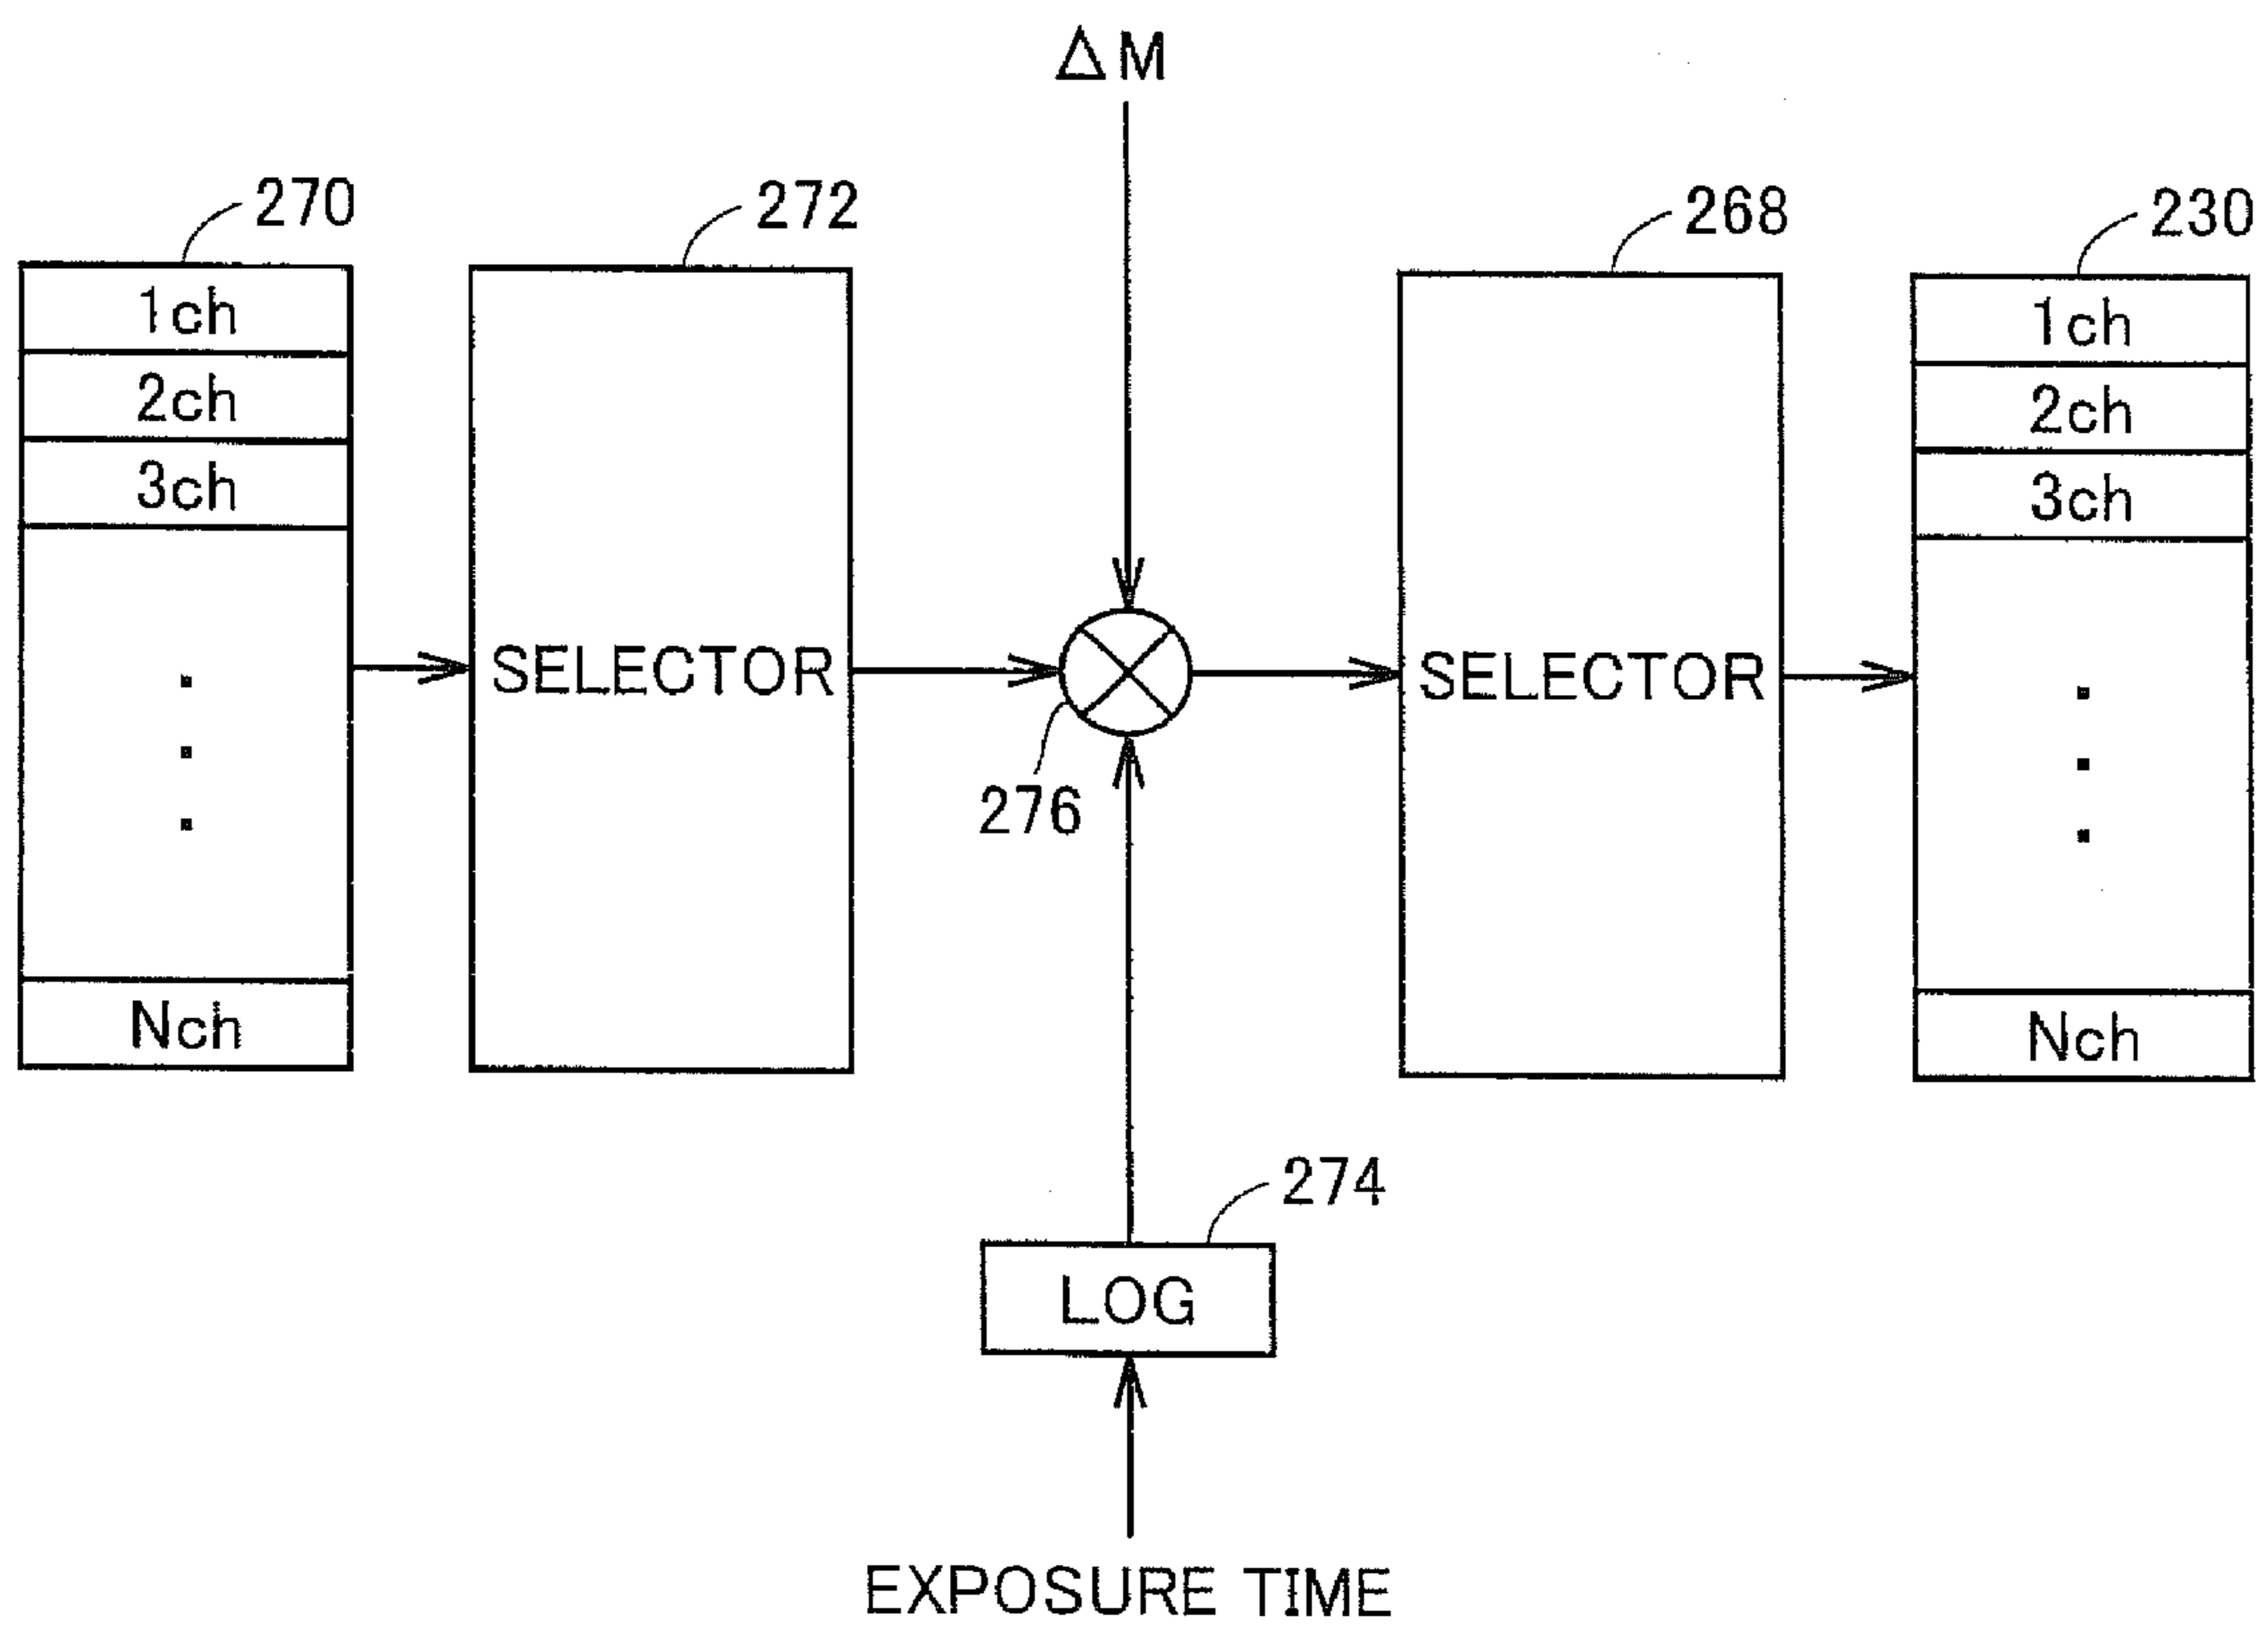 ΔM
270
272
268
230
1ch
2ch
3ch
Nch
SELECTOR
276
SELECTOR
1ch
2ch
3ch
Nch
274
LOG
EXPOSURE TIME